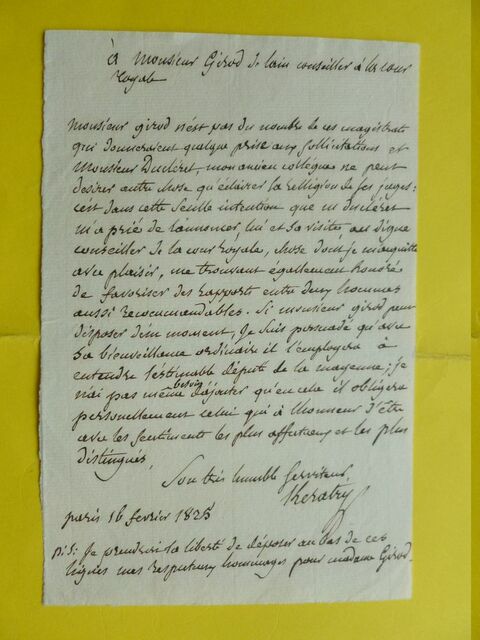 à Monsieur Girod de l'ain conseiller à la cour
royale
Monsieur girod n'est pas du nombre de ces magistrats
qui donneraient quelque prise aux sollicitations et
Monsieur Ducléret, mon ancien collègue ne peut
desirer autre chose qu'éclairer la relligion de ses juges:
c'est dans cette seulle intention que m ducléret
m'a prié de l'annoncer, lui et sa visite au digne
conseiller de la cour royale, chose dont je m'acquitte
avec plaisir, me trouvant également honoré
de favoriser des rapports entre deux hommes
aussi recommandables. Si monsieur girod peut
disposer d'un moment, Je suis persuadé qu'avec
sa bienveillance ordinaire il l'employera à
entendre l'estimable député de la mayenne; je
n'ai pas même besoin d'ajouter qu'en cela il obligera
personnellement celui qui a l'honneur d'être
avec les sentiments les plus affectueux et les plus
distingués,
Son très humble serviteur
Keratry
paris 16 fevrier 1825
P.S: Je prendrai la liberté de déposer au bas de ces
lignes mes respectueux hommages pour madame Girod.